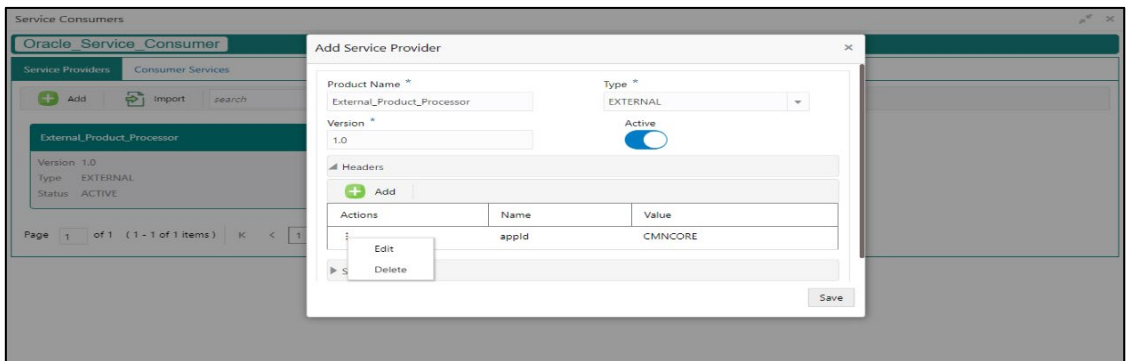 Service Consumers
Oracle_Service_Consumer
Service Providers Consumer Services
Add Import search
External_Product_Processor
Version 1.0
Type EXTERNAL
Status ACTIVE
Page 1 of 1 (1 - 1 of 1 items) K < 1
Add Service Provider
Product Name * Type *
External_Product_Processor EXTERNAL
Version * Active
1.0
Headers
Add
Actions Name Value
appId CMNCORE
Edit
Delete
Save